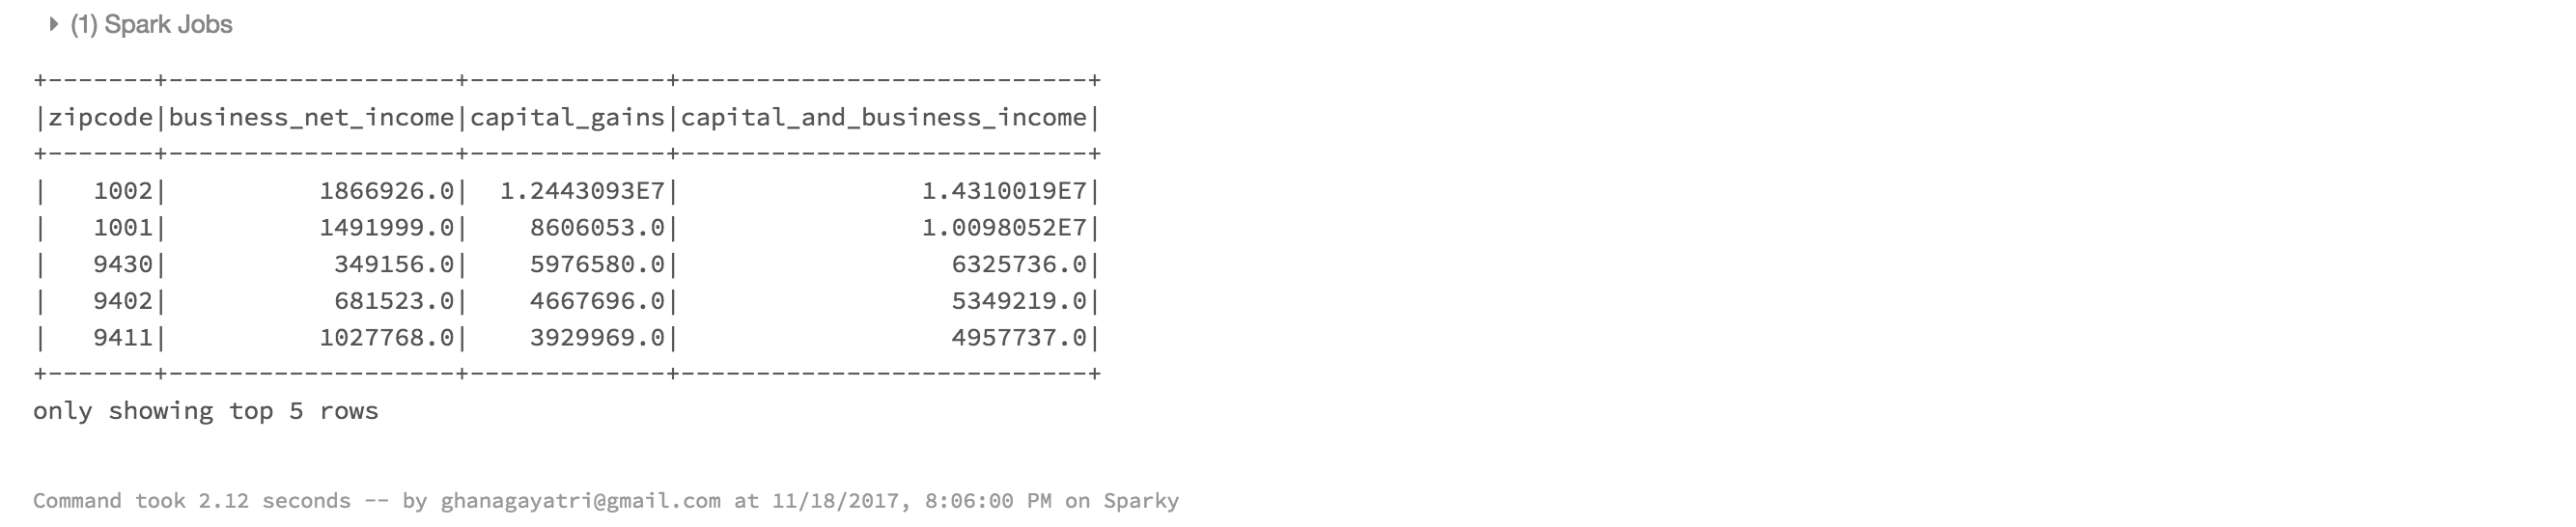 (1) Spark Jobs
+-------+-------------------+-------------+---------------------------+
|zipcode|business_net_income|capital_gains|capital_and_business_income|
+-------+-------------------+-------------+---------------------------+
|   1002|          1866926.0|  1.2443093E7|                1.4310019E7|
|   1001|          1491999.0|    8606053.0|                1.0098052E7|
|   9430|           349156.0|    5976580.0|                  6325736.0|
|   9402|           681523.0|    4667696.0|                  5349219.0|
|   9411|          1027768.0|    3929969.0|                  4957737.0|
+-------+-------------------+-------------+---------------------------+
only showing top 5 rows
Command took 2.12 seconds -- by ghanagayatri@gmail.com at 11/18/2017, 8:06:00 PM on Sparky